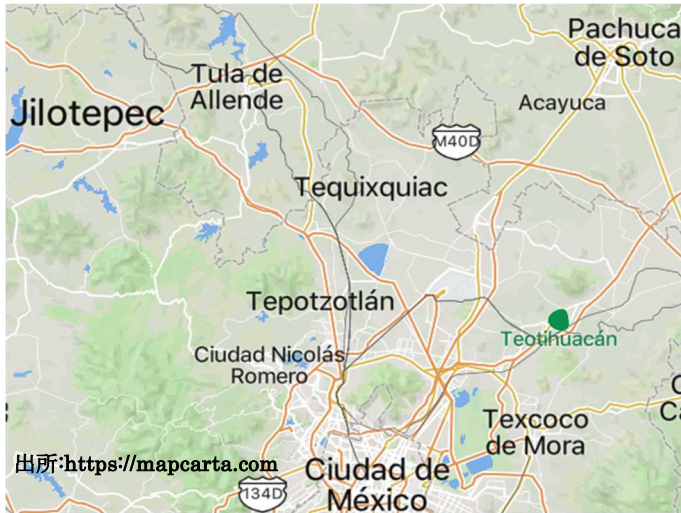 Pachuca
de Soto
Tula de
Allende
Jilotepec
Acayuca
M40D
Tequixquiac
Tepotzotlán
Teotihuacán
Ciudad Nicolás
Romero
Texcoco
de Mora
出所:https://mapcarta.com
Ciudad de
México
134D